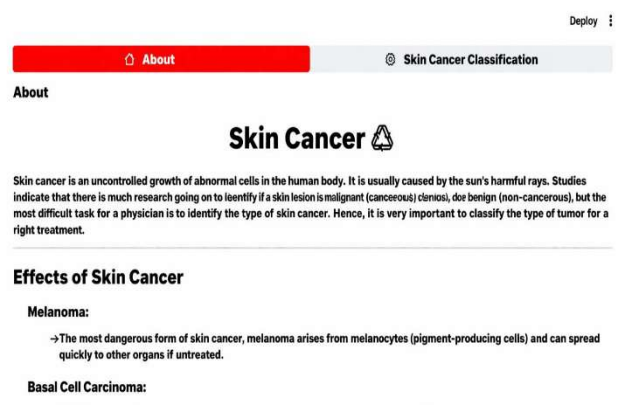 Deploy
About
Skin Cancer Classification
About
Skin Cancer
Skin cancer is an uncontrolled growth of abnormal cells in the human body. It is usually caused by the sun's harmful rays. Studies
indicate that there is much research going on to identify if a skin lesion is malignant (canceeous) , doe benign (non-cancerous), but the
most difficult task for a physician is to identify the type of skin cancer. Hence, it is very important to classify the type of tumor for a
right treatment.
Effects of Skin Cancer
Melanoma:
→The most dangerous form of skin cancer, melanoma arises from melanocytes (pigment-producing cells) and can spread
quickly to other organs if untreated.
Basal Cell Carcinoma: